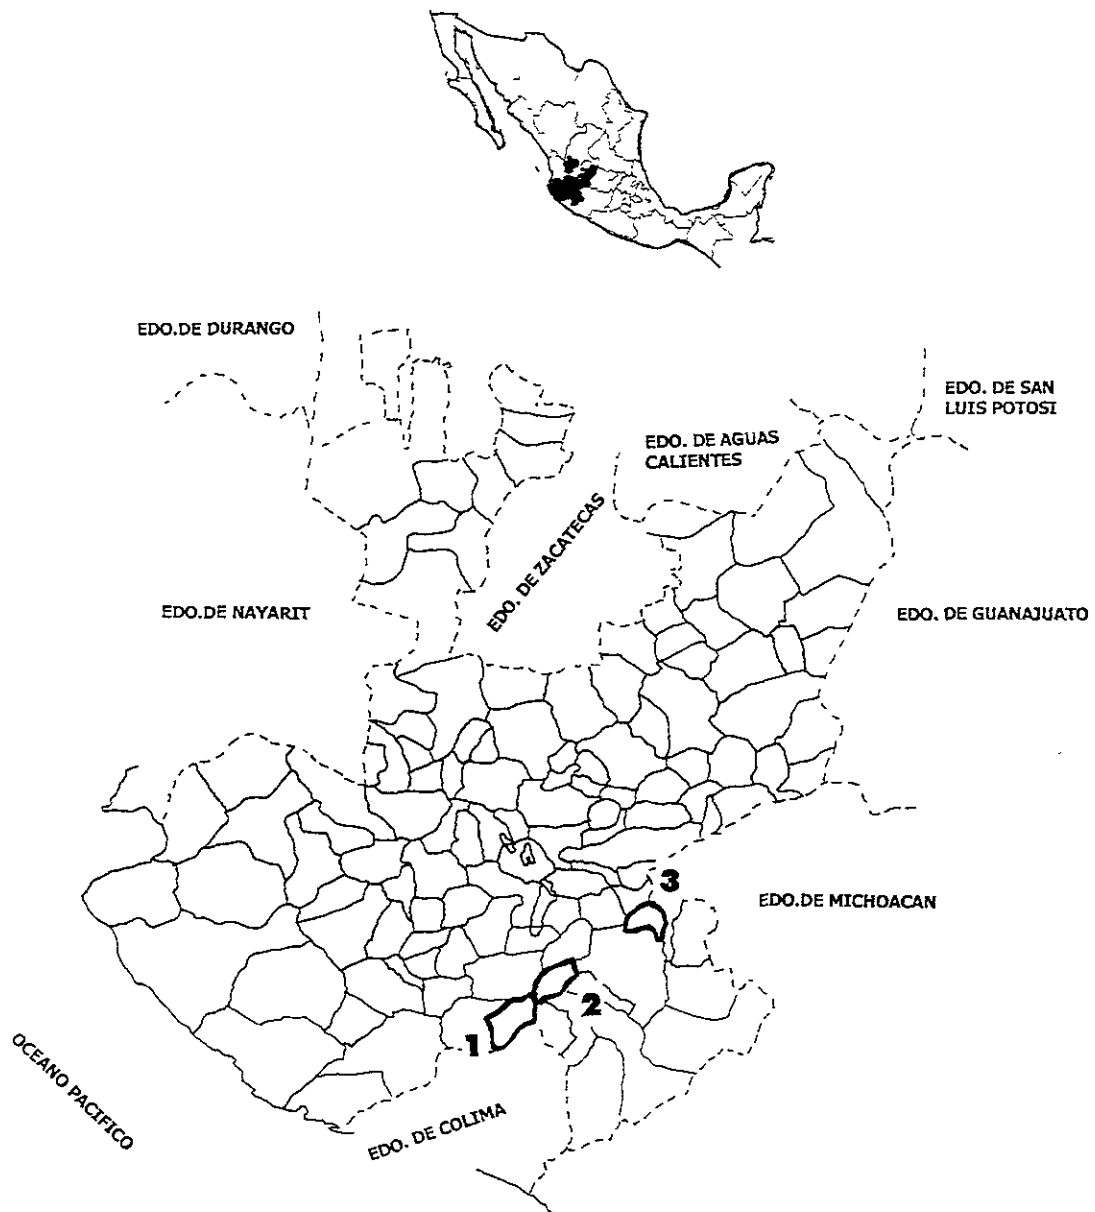 EDO.DE DURANGO
EDO. DE SAN
LUIS POTOSI
EDO. DE AGUAS
CALIENTES
EDO. DE ZACATECAS
EDO.DE NAYARIT
EDO. DE GUANAJUATO
3
EDO.DE MICHOACAN
2
1
OCEANO PACIFICO
EDO. DE COLIMA